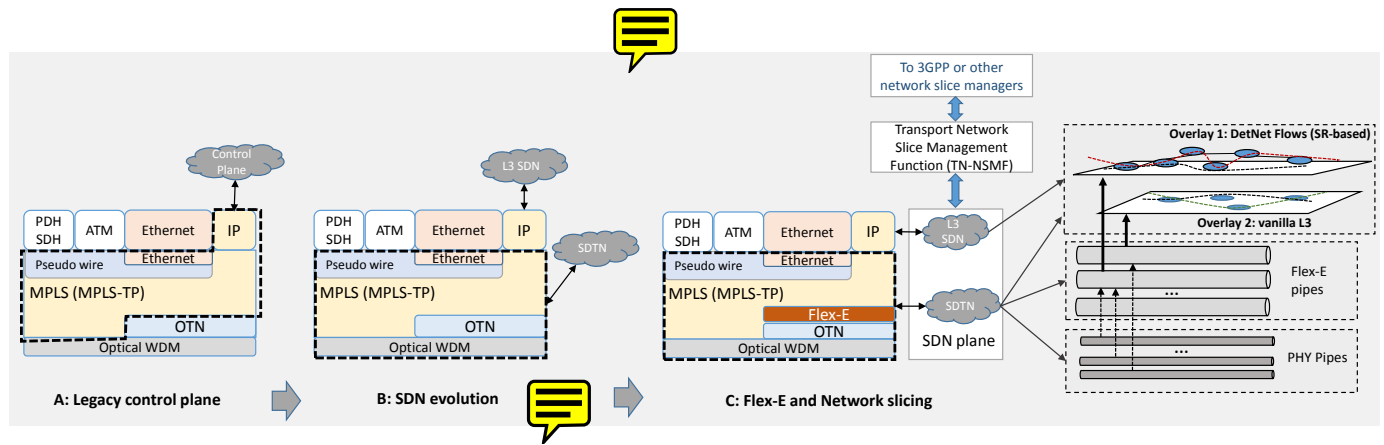 To 3GPP or other
network slice managers
Transport Network
Slice Management
Function (TN-NSMF)
Control
Plane
PDH
SDH
ATM
Ethernet
IP
Ethernet
Pseudo wire
MPLS (MPLS-TP)
OTN
Optical WDM
A: Legacy control plane
L3 SDN
SDTN
PDH
SDH
ATM
Ethernet
IP
Ethernet
Pseudo wire
MPLS (MPLS-TP)
OTN
Optical WDM
B: SDN evolution
PDH
SDH
ATM
Ethernet
IP
Ethernet
Pseudo wire
MPLS (MPLS-TP)
Flex-E
OTN
Optical WDM
C: Flex-E and Network slicing
L3
SDN
SDTN
SDN plane
Overlay 1: DetNet Flows (SR-based)
Overlay 2: vanilla L3
Flex-E
pipes
...
PHY Pipes
...